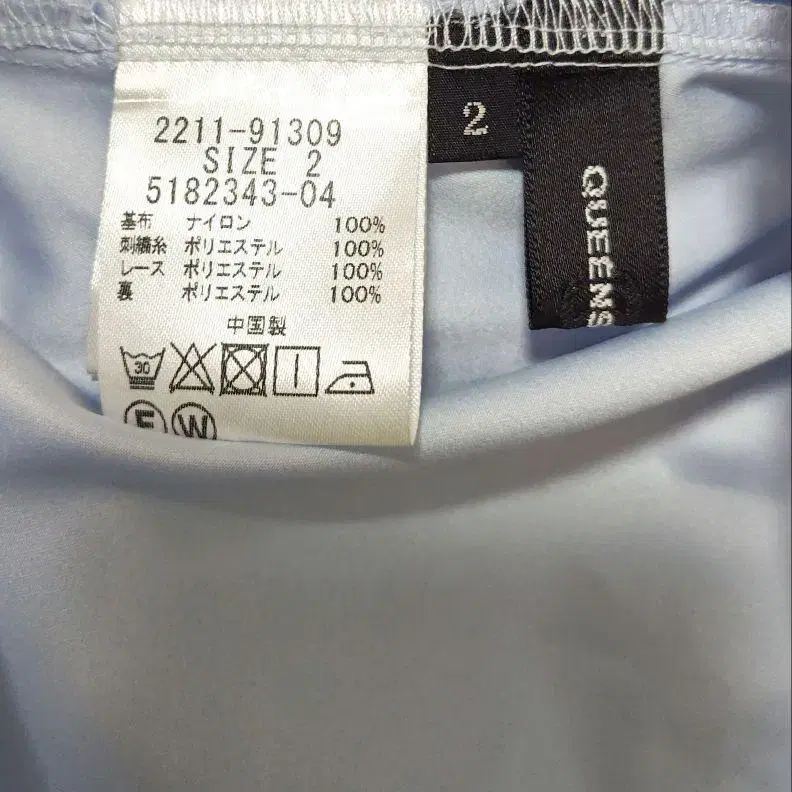 2211-91309
SIZE 2
5182343-04
基布 ナイロン 100%
刺繍糸 ポリエステル 100%
レース ポリエステル 100%
裏 ポリエステル 100%
中国製
30
W
2
QUEENS